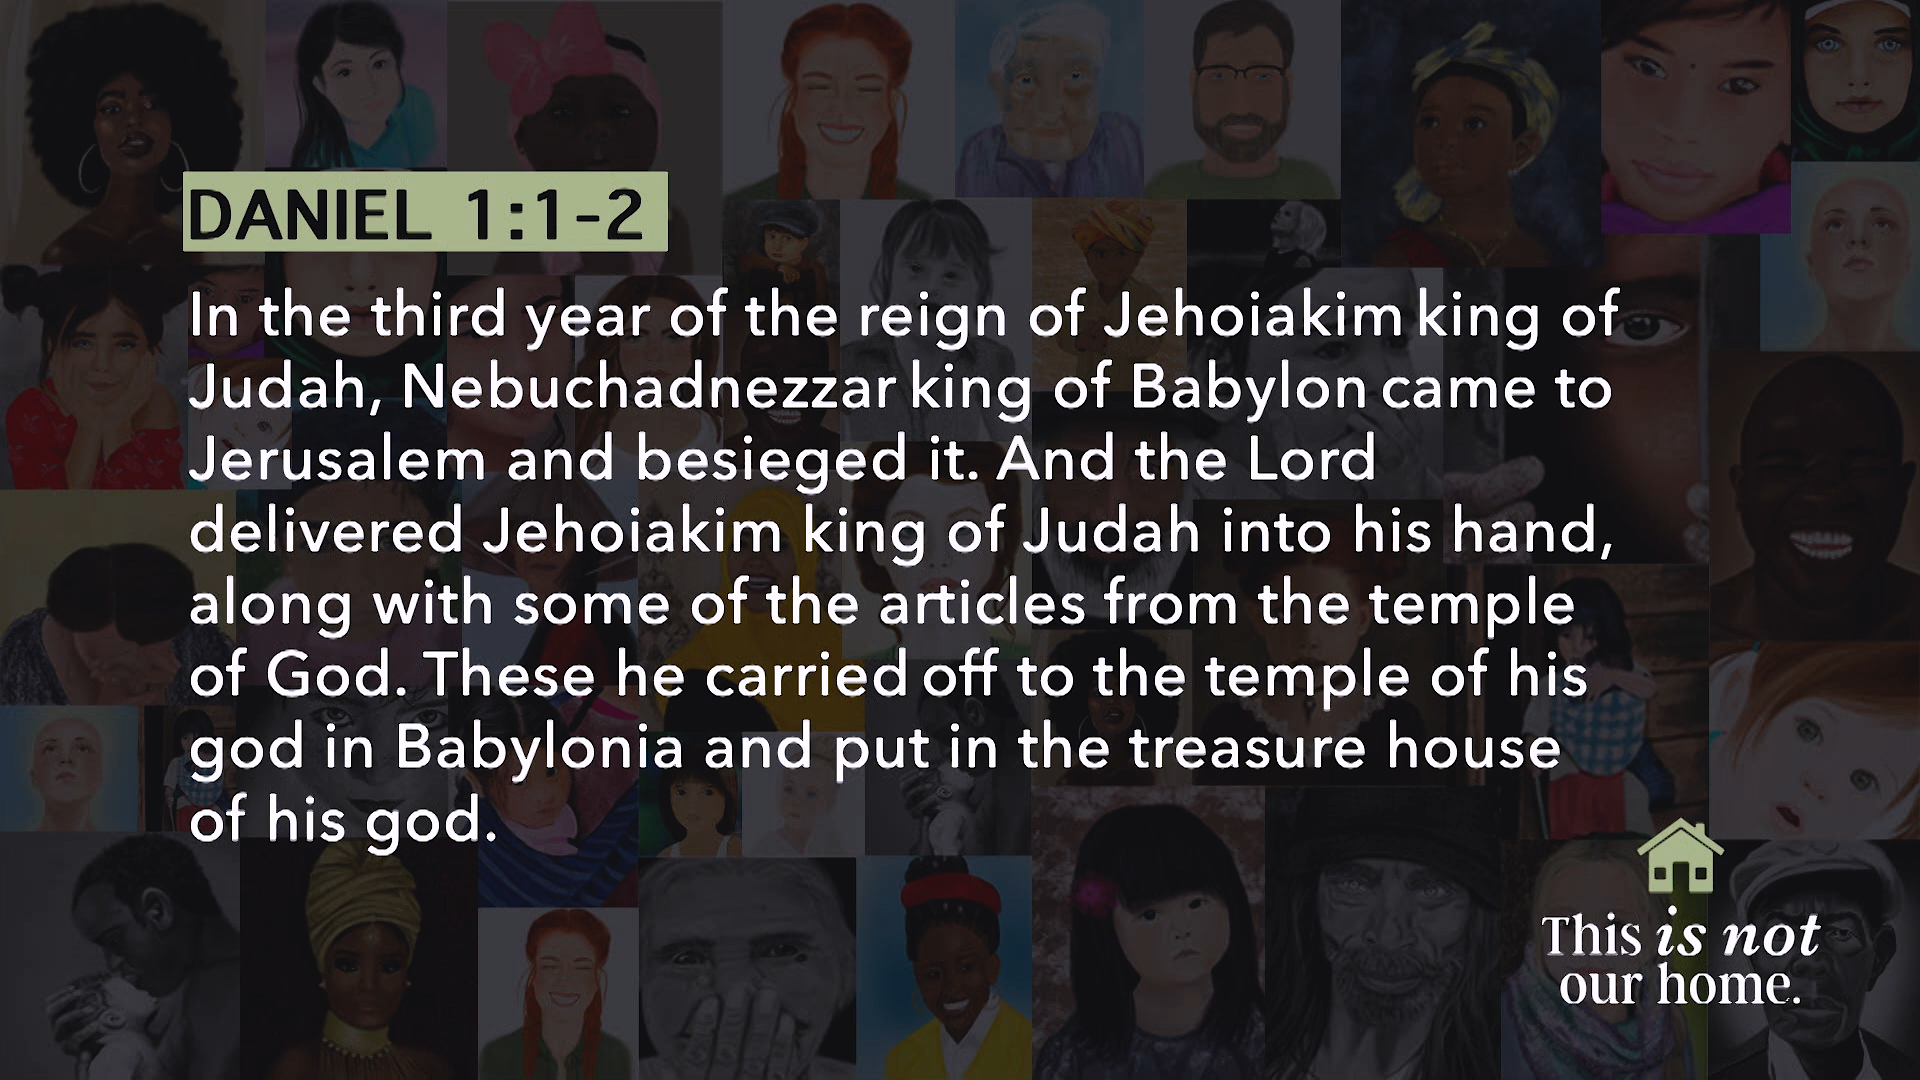 DANIEL 1:1-2
In the third year of the reign of Jehoiakim king of
Judah, Nebuchadnezzar king of Babylon came to
Jerusalem and besieged it. And the Lord
delivered Jehoiakim king of Judah into his hand,
along with some of the articles from the temple
of God. These he carried off to the temple of his
god in Babylonia and put in the treasure house
of his god.
This is not
our home.